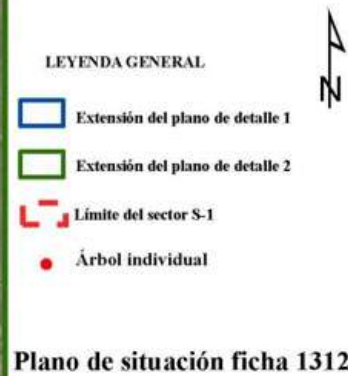 LEYENDA GENERAL
N
Extensión del plano de detalle 1
Extensión del plano de detalle 2
Límite del sector S-1
Árbol individual
Plano de situación ficha 1312